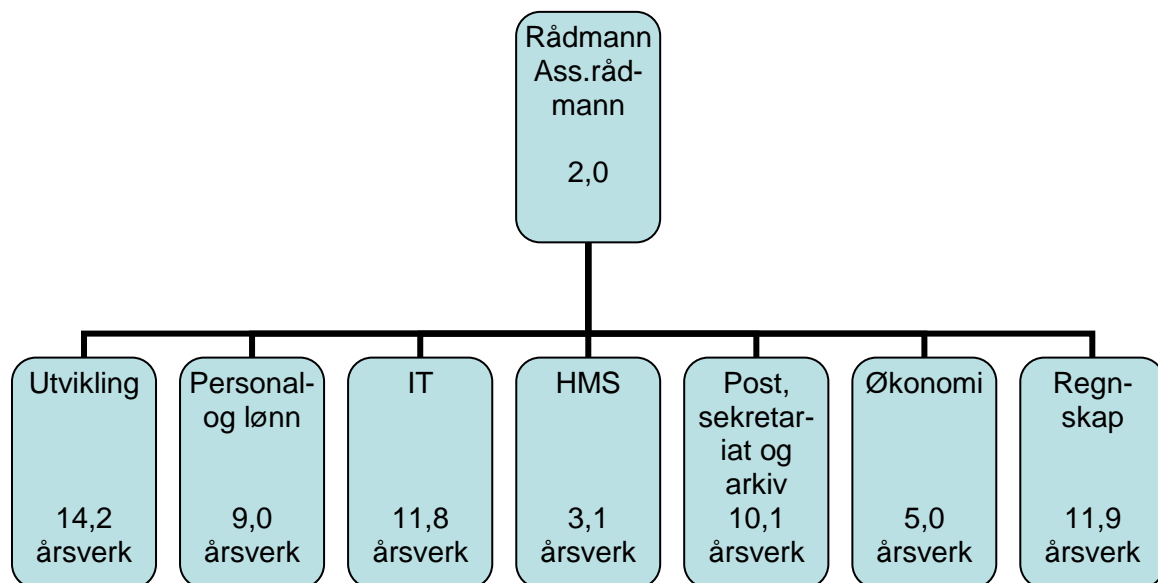 Rådmann
Ass.råd-
mann
2,0
Utvikling
14,2
årsverk
Personal-
og lønn
9,0
årsverk
IT
11,8
årsverk
HMS
3,1
årsverk
Post,
sekretar-
iat og
arkiv
10,1
årsverk
Økonomi
5,0
årsverk
Regn-
skap
11,9
årsverk